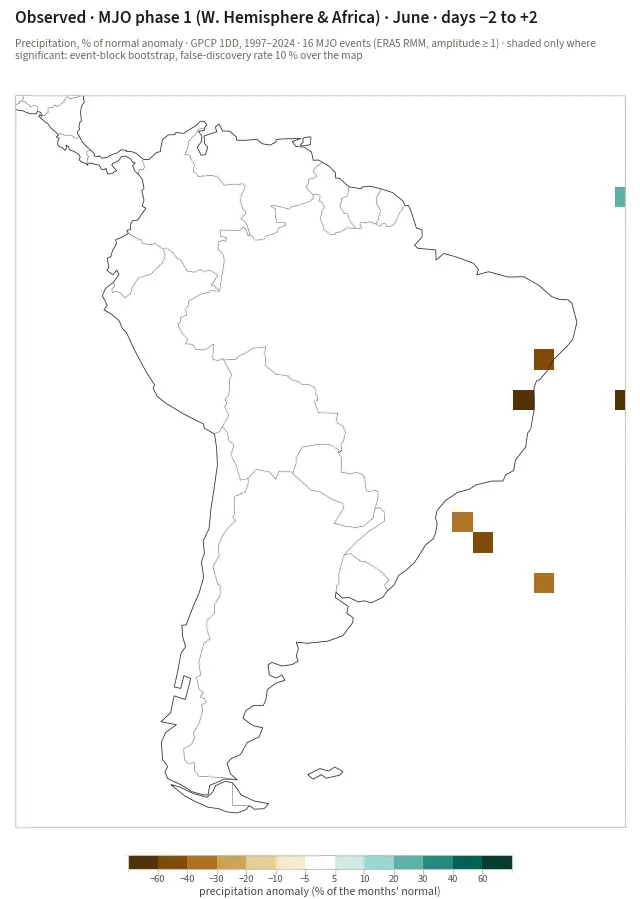 Observed · MJO phase 1 (W. Hemisphere & Africa) · June · days −2 to +2
Precipitation, % of normal anomaly · GPCP 1DD, 1997–2024 · 16 MJO events (ERA5 RMM, amplitude ≥ 1) · shaded only where
significant: event-block bootstrap, false-discovery rate 10 % over the map
−60 −40 −30 −20 −10 −5 5 10 20 30 40 60
precipitation anomaly (% of the months' normal)